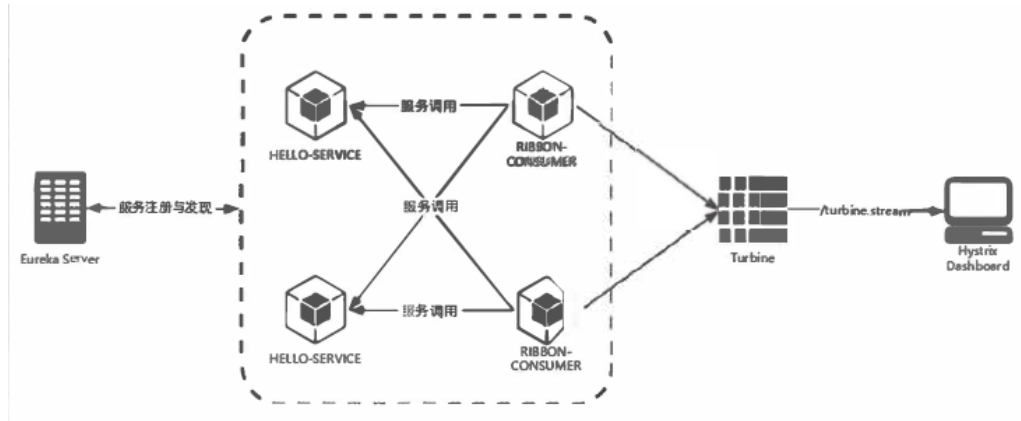 服务调用
HELLO-SERVICE
RIBBON-
CONSUMER
服务调用
服务注册与发现
Eureka Server
/turbine.stream
Turbine
Hystrix
Dashboard
服务调用
HELLO-SERVICE
RIBBON-
CONSUMER